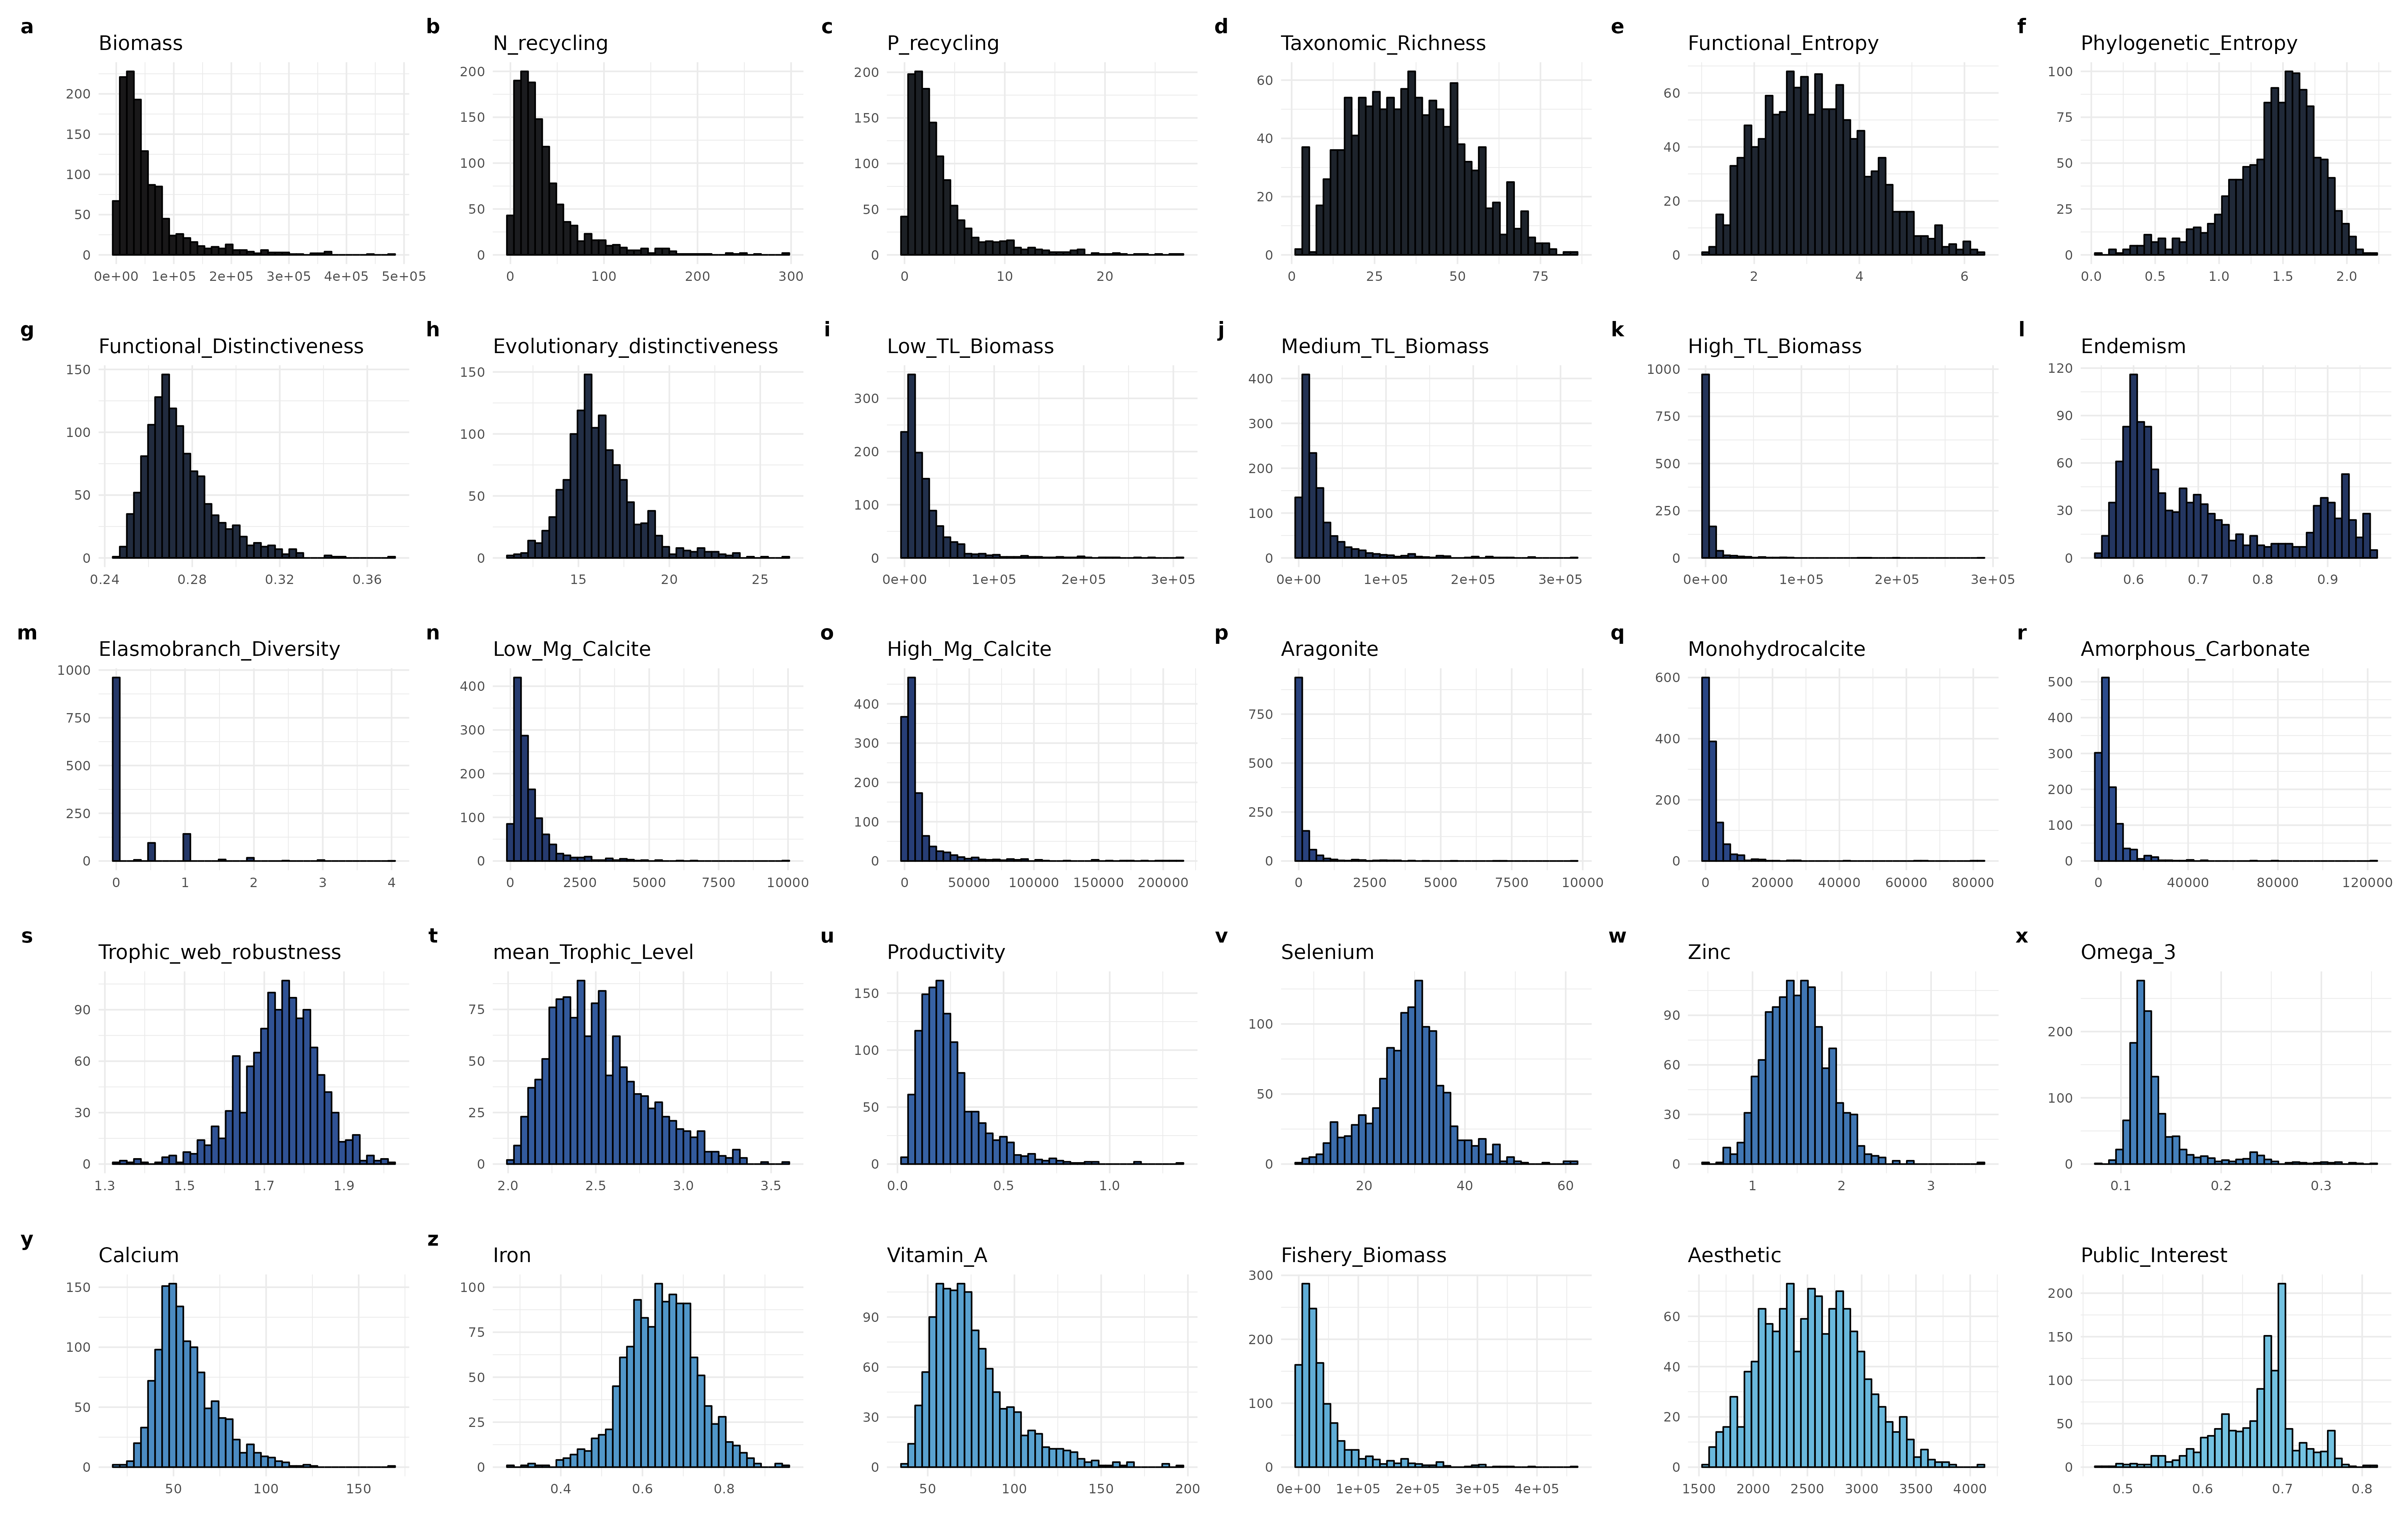 a
Biomass
200
150
100
50
0
0e+00 1e+05 2e+05 3e+05 4e+05 5e+05
b
N_recycling
200
150
100
50
0
0 100 200 300
c
P_recycling
200
150
100
50
0
0 10 20
d
Taxonomic_Richness
60
40
20
0
0 25 50 75
e
Functional_Entropy
60
40
20
0
2 4 6
f
Phylogenetic_Entropy
100
75
50
25
0
0.0 0.5 1.0 1.5 2.0
g
Functional_Distinctiveness
150
100
50
0
0.24 0.28 0.32 0.36
h
Evolutionary_distinctiveness
150
100
50
0
15 20 25
i
Low_TL_Biomass
300
200
100
0
0e+00 1e+05 2e+05 3e+05
j
Medium_TL_Biomass
400
300
200
100
0
0e+00 1e+05 2e+05 3e+05
k
High_TL_Biomass
1000
750
500
250
0
0e+00 1e+05 2e+05 3e+05
l
Endemism
120
90
60
30
0
0.6 0.7 0.8 0.9
m
Elasmobranch_Diversity
1000
750
500
250
0
0 1 2 3 4
n
Low_Mg_Calcite
400
300
200
100
0
0 2500 5000 7500 10000
o
High_Mg_Calcite
400
300
200
100
0
0 50000 100000 150000 200000
p
Aragonite
750
500
250
0
0 2500 5000 7500 10000
q
Monohydrocalcite
600
400
200
0
0 20000 40000 60000 80000
r
Amorphous_Carbonate
500
400
300
200
100
0
0 40000 80000 120000
s
Trophic_web_robustness
90
60
30
0
1.3 1.5 1.7 1.9
t
mean_Trophic_Level
75
50
25
0
2.0 2.5 3.0 3.5
u
Productivity
150
100
50
0
0.0 0.5 1.0
v
Selenium
100
50
0
20 40 60
w
Zinc
90
60
30
0
1 2 3
x
Omega_3
200
100
0
0.1 0.2 0.3
y
Calcium
150
100
50
0
50 100 150
z
Iron
100
75
50
25
0
0.4 0.6 0.8
Vitamin_A
90
60
30
0
50 100 150 200
Fishery_Biomass
300
200
100
0
0e+00 1e+05 2e+05 3e+05 4e+05
Aesthetic
60
40
20
0
1500 2000 2500 3000 3500 4000
Public_Interest
200
150
100
50
0
0.5 0.6 0.7 0.8